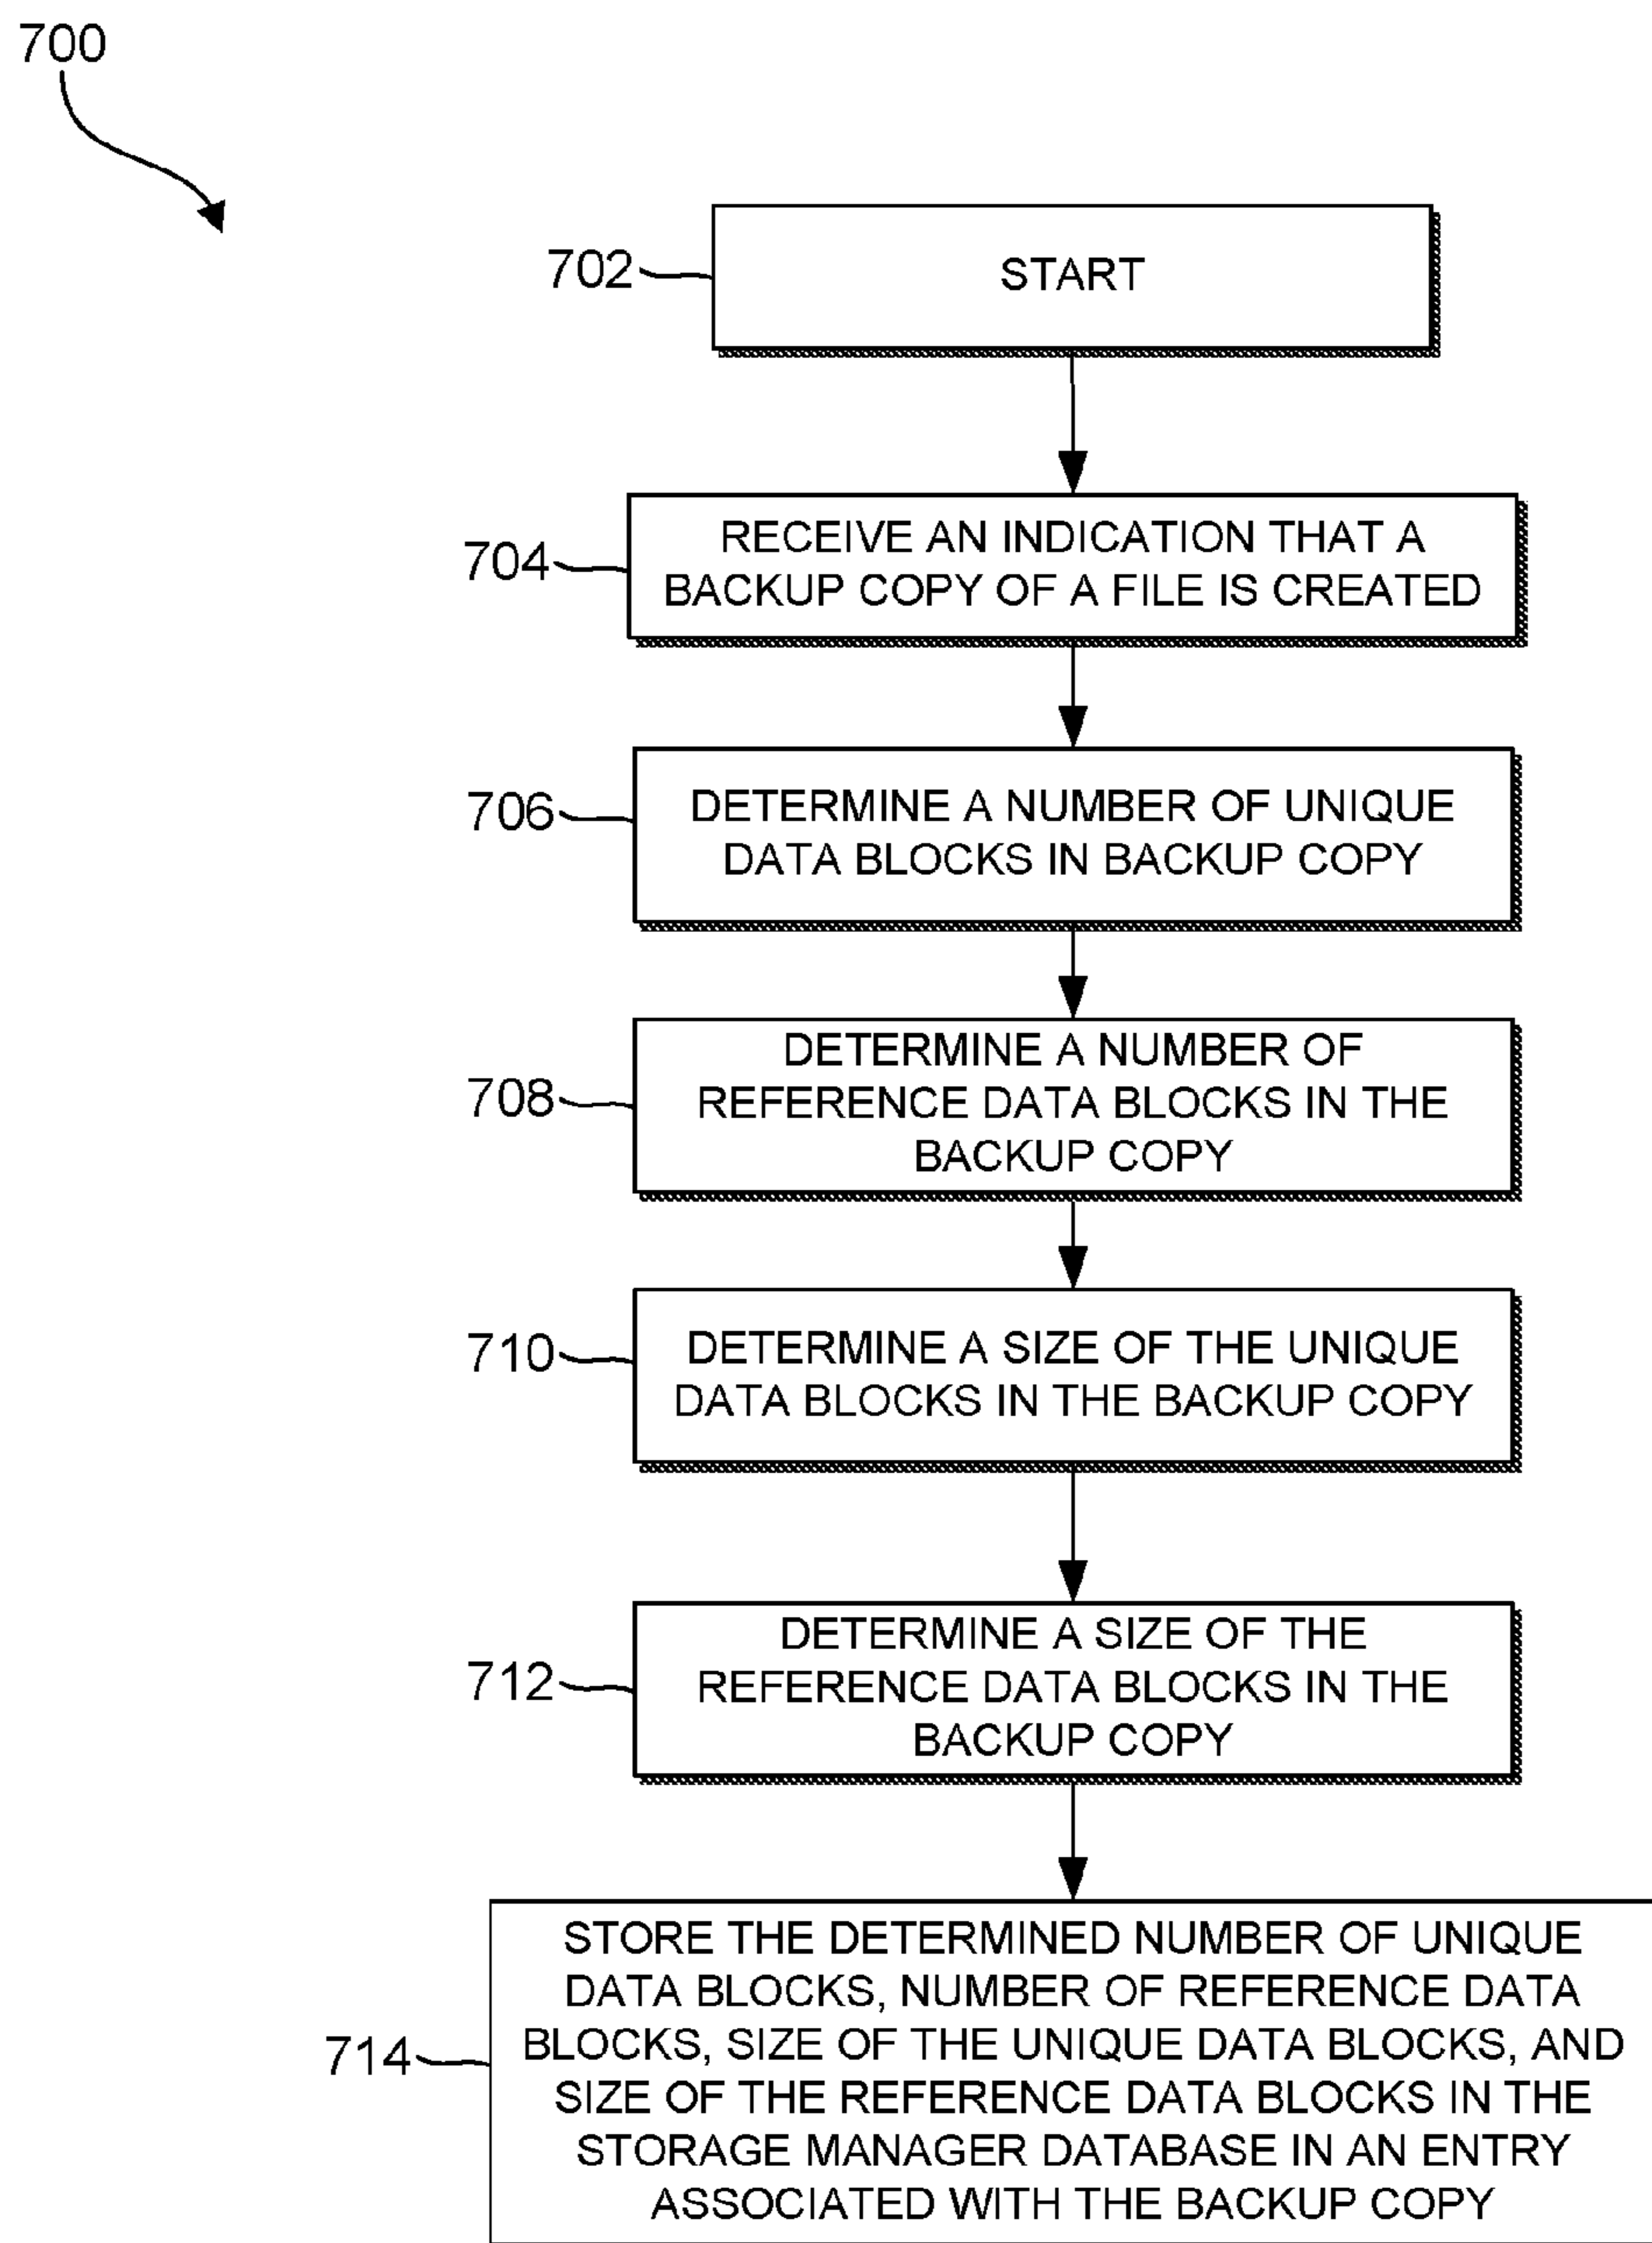 700
702
START
704
RECEIVE AN INDICATION THAT A
BACKUP COPY OF A FILE IS CREATED
706
DETERMINE A NUMBER OF UNIQUE
DATA BLOCKS IN BACKUP COPY
708
DETERMINE A NUMBER OF
REFERENCE DATA BLOCKS IN THE
BACKUP COPY
710
DETERMINE A SIZE OF THE UNIQUE
DATA BLOCKS IN THE BACKUP COPY
712
DETERMINE A SIZE OF THE
REFERENCE DATA BLOCKS IN THE
BACKUP COPY
714
STORE THE DETERMINED NUMBER OF UNIQUE
DATA BLOCKS, NUMBER OF REFERENCE DATA
BLOCKS, SIZE OF THE UNIQUE DATA BLOCKS, AND
SIZE OF THE REFERENCE DATA BLOCKS IN THE
STORAGE MANAGER DATABASE IN AN ENTRY
ASSOCIATED WITH THE BACKUP COPY